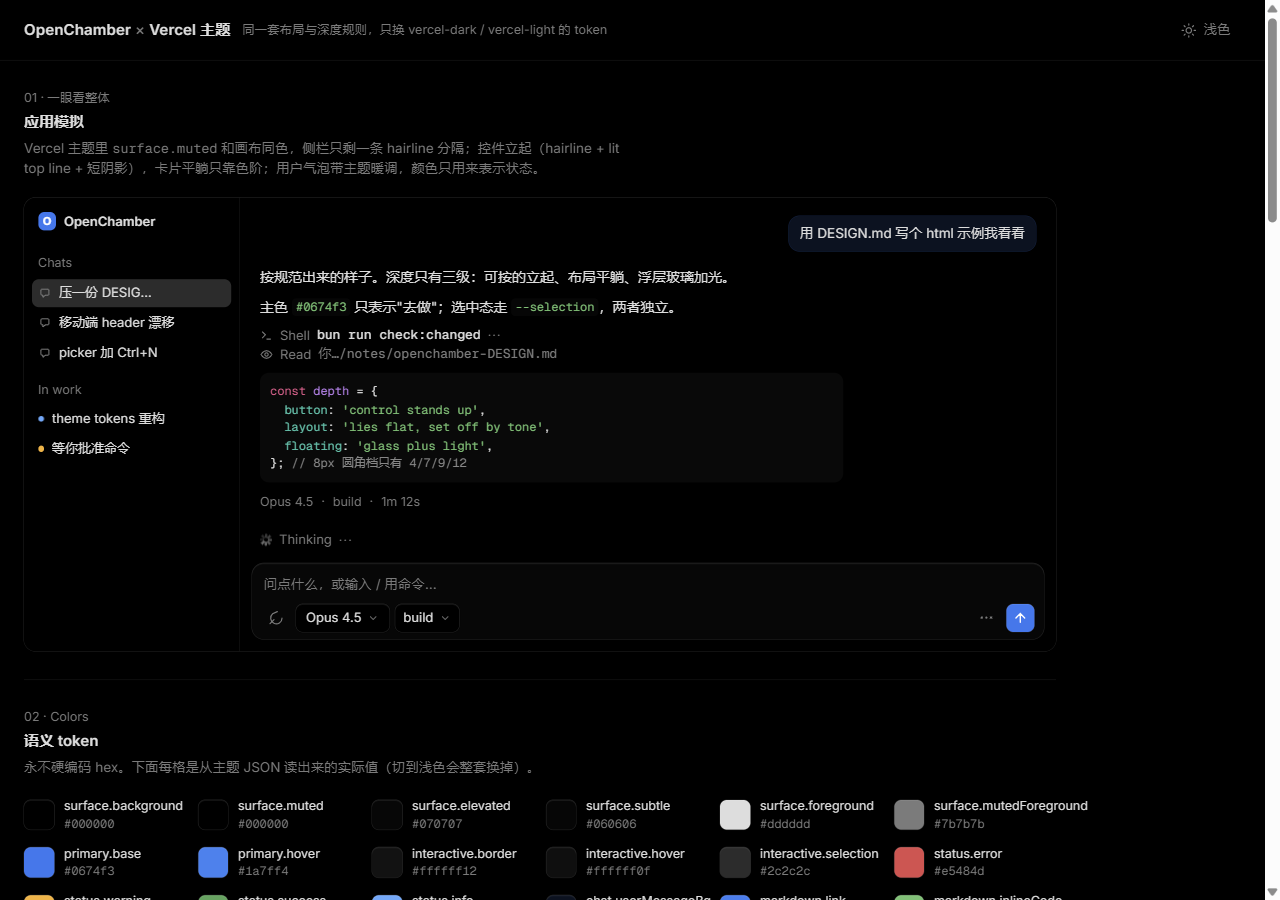 OpenChamber × Vercel 主题 同一套布局与深度规则，只换 vercel-dark / vercel-light 的 token
浅色
01 · 一眼看整体
应用模拟
Vercel 主题里 surface.muted 和画布同色，侧栏只剩一条 hairline 分隔；控件立起（hairline + lit
top line + 短阴影），卡片平躺只靠色阶；用户气泡带主题暖调，颜色只用来表示状态。
O OpenChamber
Chats
压一份 DESIG...
移动端 header 漂移
picker 加 Ctrl+N
In work
theme tokens 重构
等你批准命令
用 DESIGN.md 写个 html 示例我看看
按规范出来的样子。深度只有三级：可按的立起、布局平躺、浮层玻璃加光。
主色 #0674f3 只表示"去做"；选中态走 --selection，两者独立。
Shell bun run check:changed ···
Read 你…/notes/openchamber-DESIGN.md
const depth = {
button: 'control stands up',
layout: 'lies flat, set off by tone',
floating: 'glass plus light',
}; // 8px 圆角档只有 4/7/9/12
Opus 4.5 · build · 1m 12s
Thinking ···
问点什么，或输入 / 用命令...
Opus 4.5 build
02 · Colors
语义 token
永不硬编码 hex。下面每格是从主题 JSON 读出来的实际值（切到浅色会整套换掉）。
surface.background surface.muted surface.elevated surface.subtle surface.foreground surface.mutedForeground
#000000 #000000 #070707 #060606 #dddddd #7b7b7b
primary.base primary.hover interactive.border interactive.hover interactive.selection status.error
#0674f3 #1a7ff4 #ffffff12 #ffffff0f #2c2c2c #e5484d
status.warning status.success status.info chat.userMessageBg markdown.link markdown.inlineCode